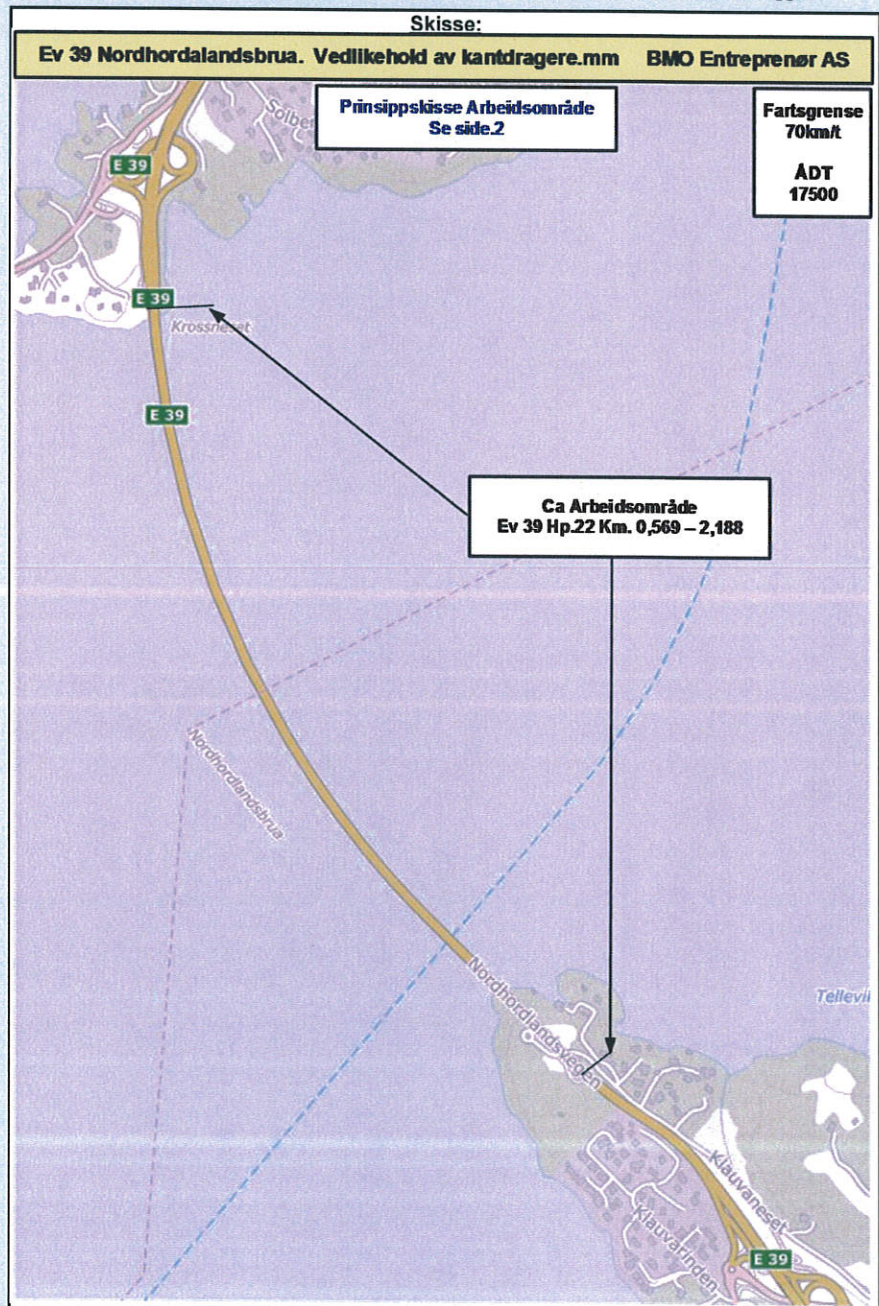 Skisse:
Ev 39 Nordhordalandsbrua. Vedlikehold av kantdragere.mm BMO Entreprenør AS
Prinsippskisse Arbeidsområde
Se side.2
Fartsgrense
70km/t
ÅDT
17500
E 39
E 39
Krossneset
E 39
Ca Arbeidsområde
Ev 39 Hp.22 Km. 0,569 – 2,188
Nordhordlandsbrua
Nordhordlandsvegen
Klauvaneset
Klauvarinden
E 39